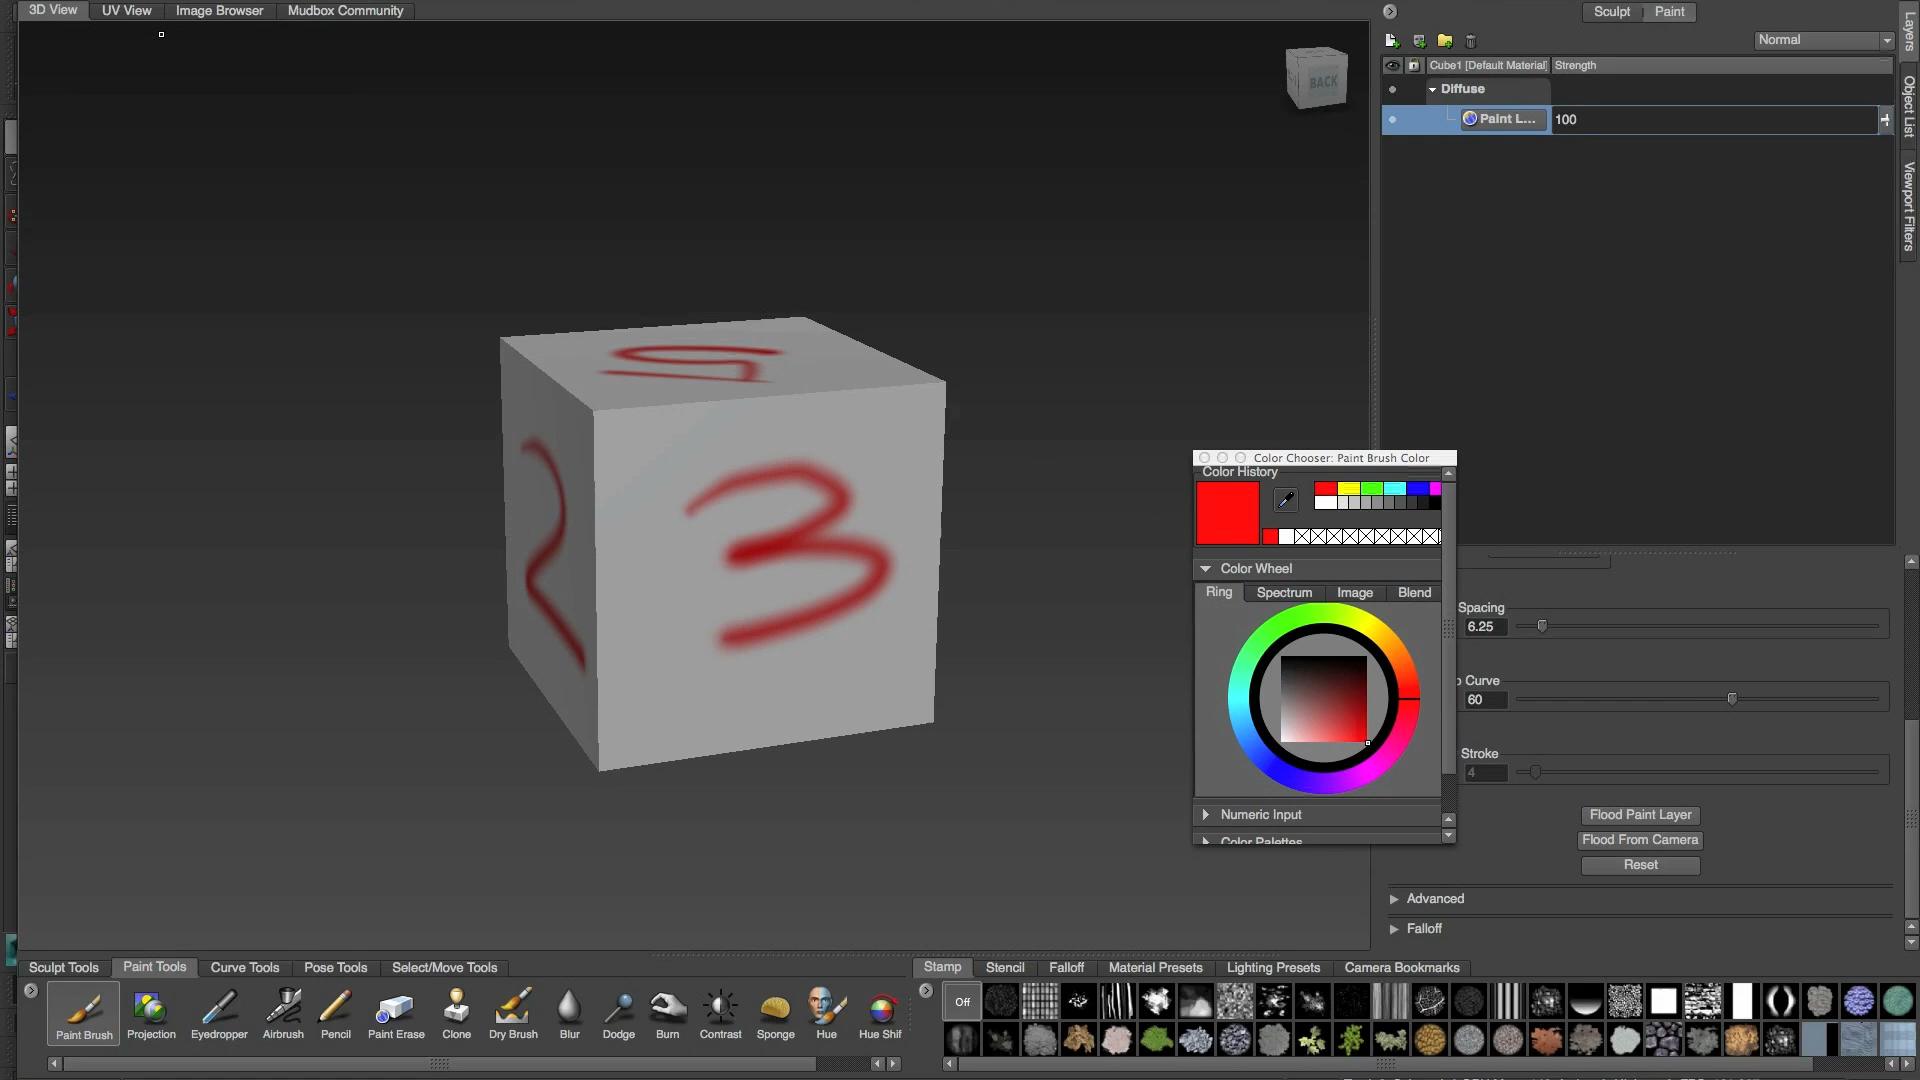 3D View UV View Image Browser Mudbox Community
Sculpt Paint
Normal
Cube1 [Default Material] Strength
Diffuse
Paint L... 100
Layers
Object List
Viewport Filters
BACK
5
2
3
Color Chooser: Paint Brush Color
Color History
Color Wheel
Ring Spectrum Image Blend
Numeric Input
Color Palettes
Spacing
6.25
Curve
60
Stroke
4
Flood Paint Layer
Flood From Camera
Reset
Advanced
Falloff
Sculpt Tools Paint Tools Curve Tools Pose Tools Select/Move Tools
Paint Brush Projection Eyedropper Airbrush Pencil Paint Erase Clone Dry Brush Blur Dodge Burn Contrast Sponge Hue Hue Shif
Stamp Stencil Falloff Material Presets Lighting Presets Camera Bookmarks
Off